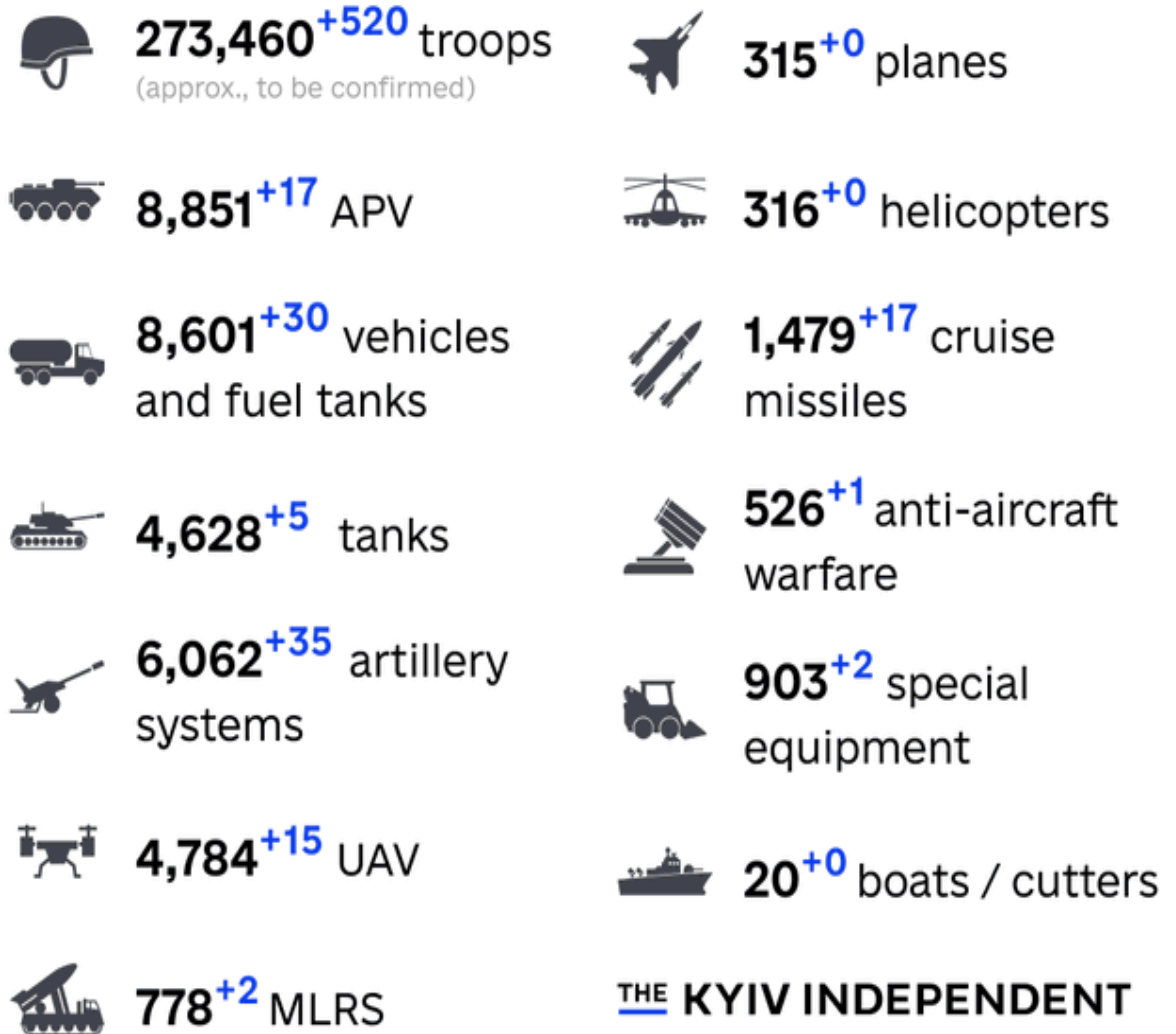 273,460+520 troops
(approx., to be confirmed)
8,851+17 APV
8,601+30 vehicles
and fuel tanks
4,628+5 tanks
6,062+35 artillery
systems
4,784+15 UAV
778+2 MLRS
315+0 planes
316+0 helicopters
1,479+17 cruise
missiles
526+1 anti-aircraft
warfare
903+2 special
equipment
20+0 boats / cutters
THE KYIV INDEPENDENT